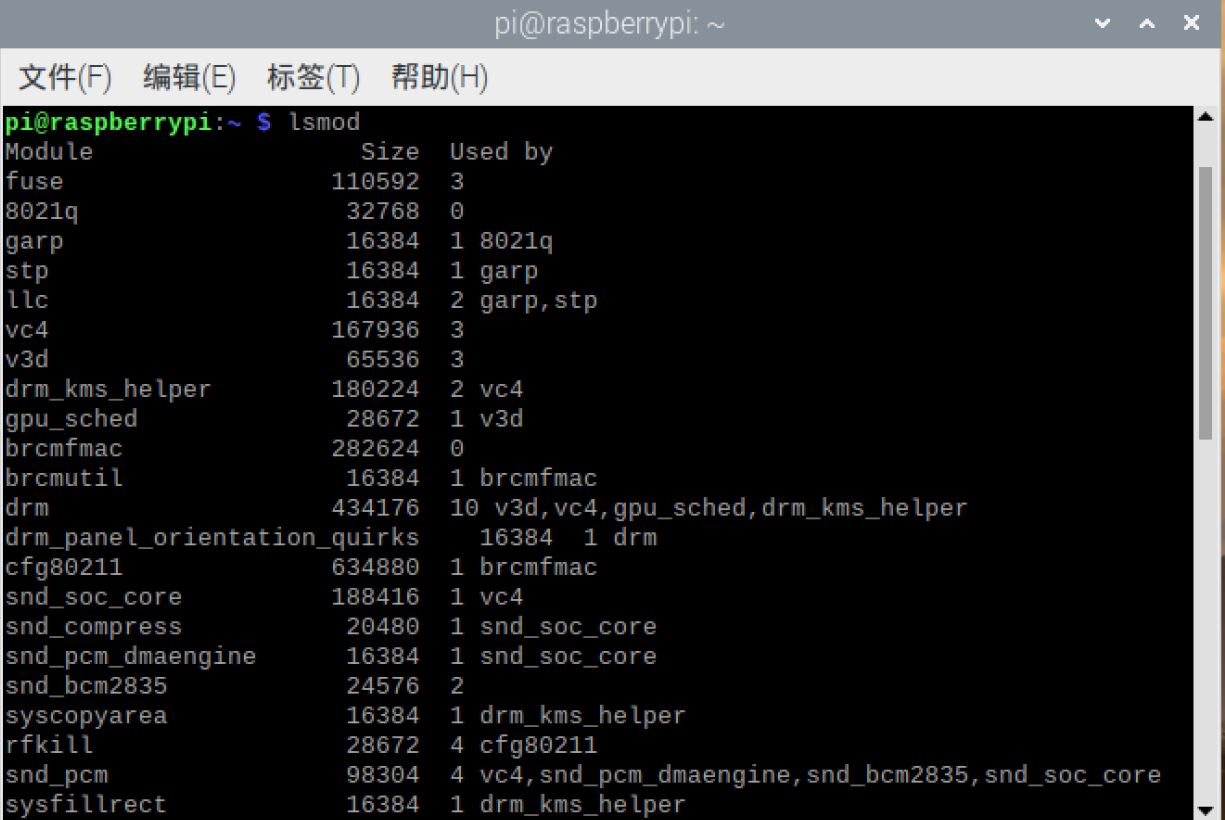 pi@raspberrypi: ~
文件(F) 编辑(E) 标签(T) 帮助(H)
pi@raspberrypi:~ $ lsmod
Module                  Size  Used by
fuse                  110592  3
8021q                  32768  0
garp                   16384  1 8021q
stp                    16384  1 garp
llc                    16384  2 garp,stp
vc4                   167936  3
v3d                    65536  3
drm_kms_helper        180224  2 vc4
gpu_sched              28672  1 v3d
brcmfmac              282624  0
brcmutil               16384  1 brcmfmac
drm                   434176  10 v3d,vc4,gpu_sched,drm_kms_helper
drm_panel_orientation_quirks    16384  1 drm
cfg80211              634880  1 brcmfmac
snd_soc_core          188416  1 vc4
snd_compress           20480  1 snd_soc_core
snd_pcm_dmaengine      16384  1 snd_soc_core
snd_bcm2835            24576  2
syscopyarea            16384  1 drm_kms_helper
rfkill                 28672  4 cfg80211
snd_pcm                98304  4 vc4,snd_pcm_dmaengine,snd_bcm2835,snd_soc_core
sysfillrect            16384  1 drm_kms_helper